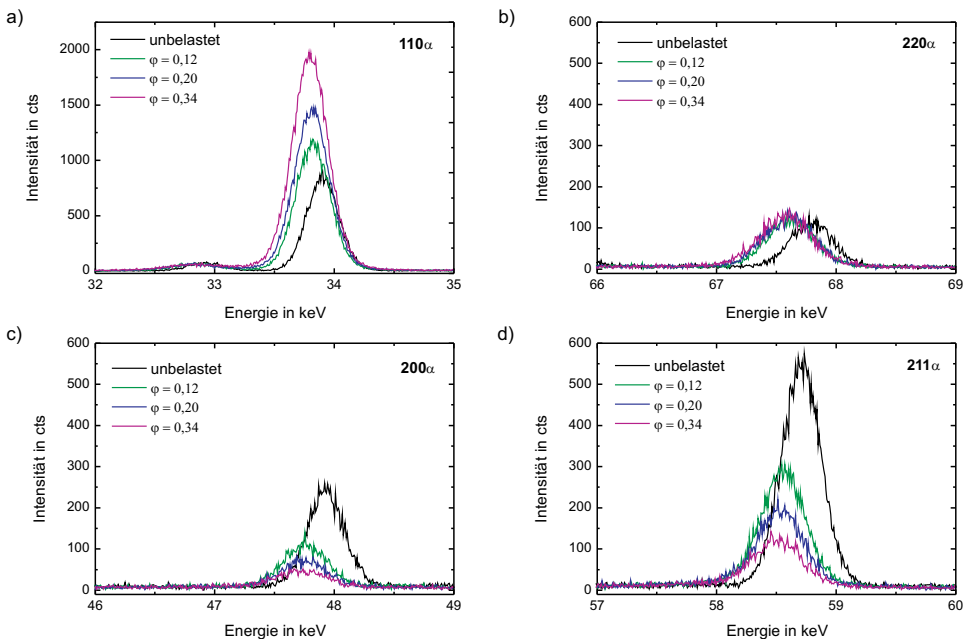 a)
unbelastet
φ = 0,12
φ = 0,20
φ = 0,34
110α
Intensität in cts
2000
1500
1000
500
0
32 33 34 35
Energie in keV
b)
unbelastet
φ = 0,12
φ = 0,20
φ = 0,34
220α
Intensität in cts
600
500
400
300
200
100
0
66 67 68 69
Energie in keV
c)
unbelastet
φ = 0,12
φ = 0,20
φ = 0,34
200α
Intensität in cts
600
500
400
300
200
100
0
46 47 48 49
Energie in keV
d)
unbelastet
φ = 0,12
φ = 0,20
φ = 0,34
211α
Intensität in cts
600
500
400
300
200
100
0
57 58 59 60
Energie in keV